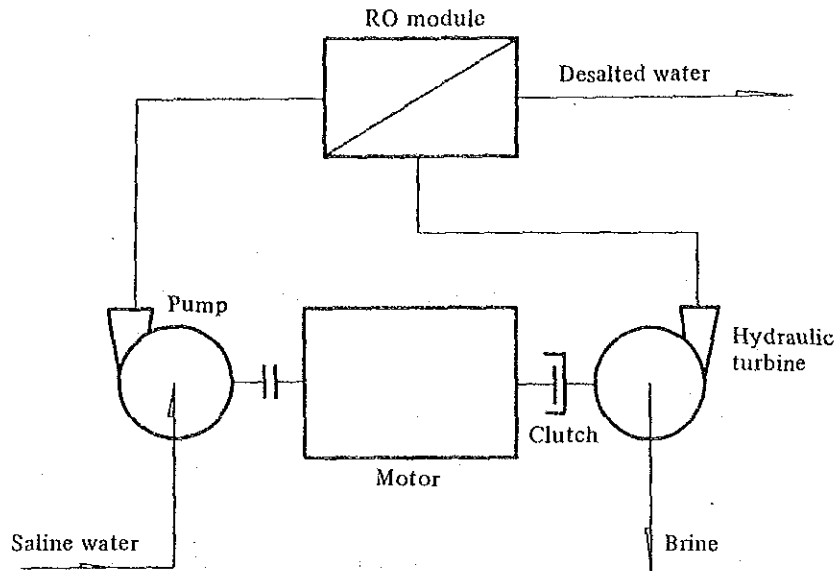 RO module
Desalted water
Pump
Hydraulic
turbine
Clutch
Motor
Saline water
Brine